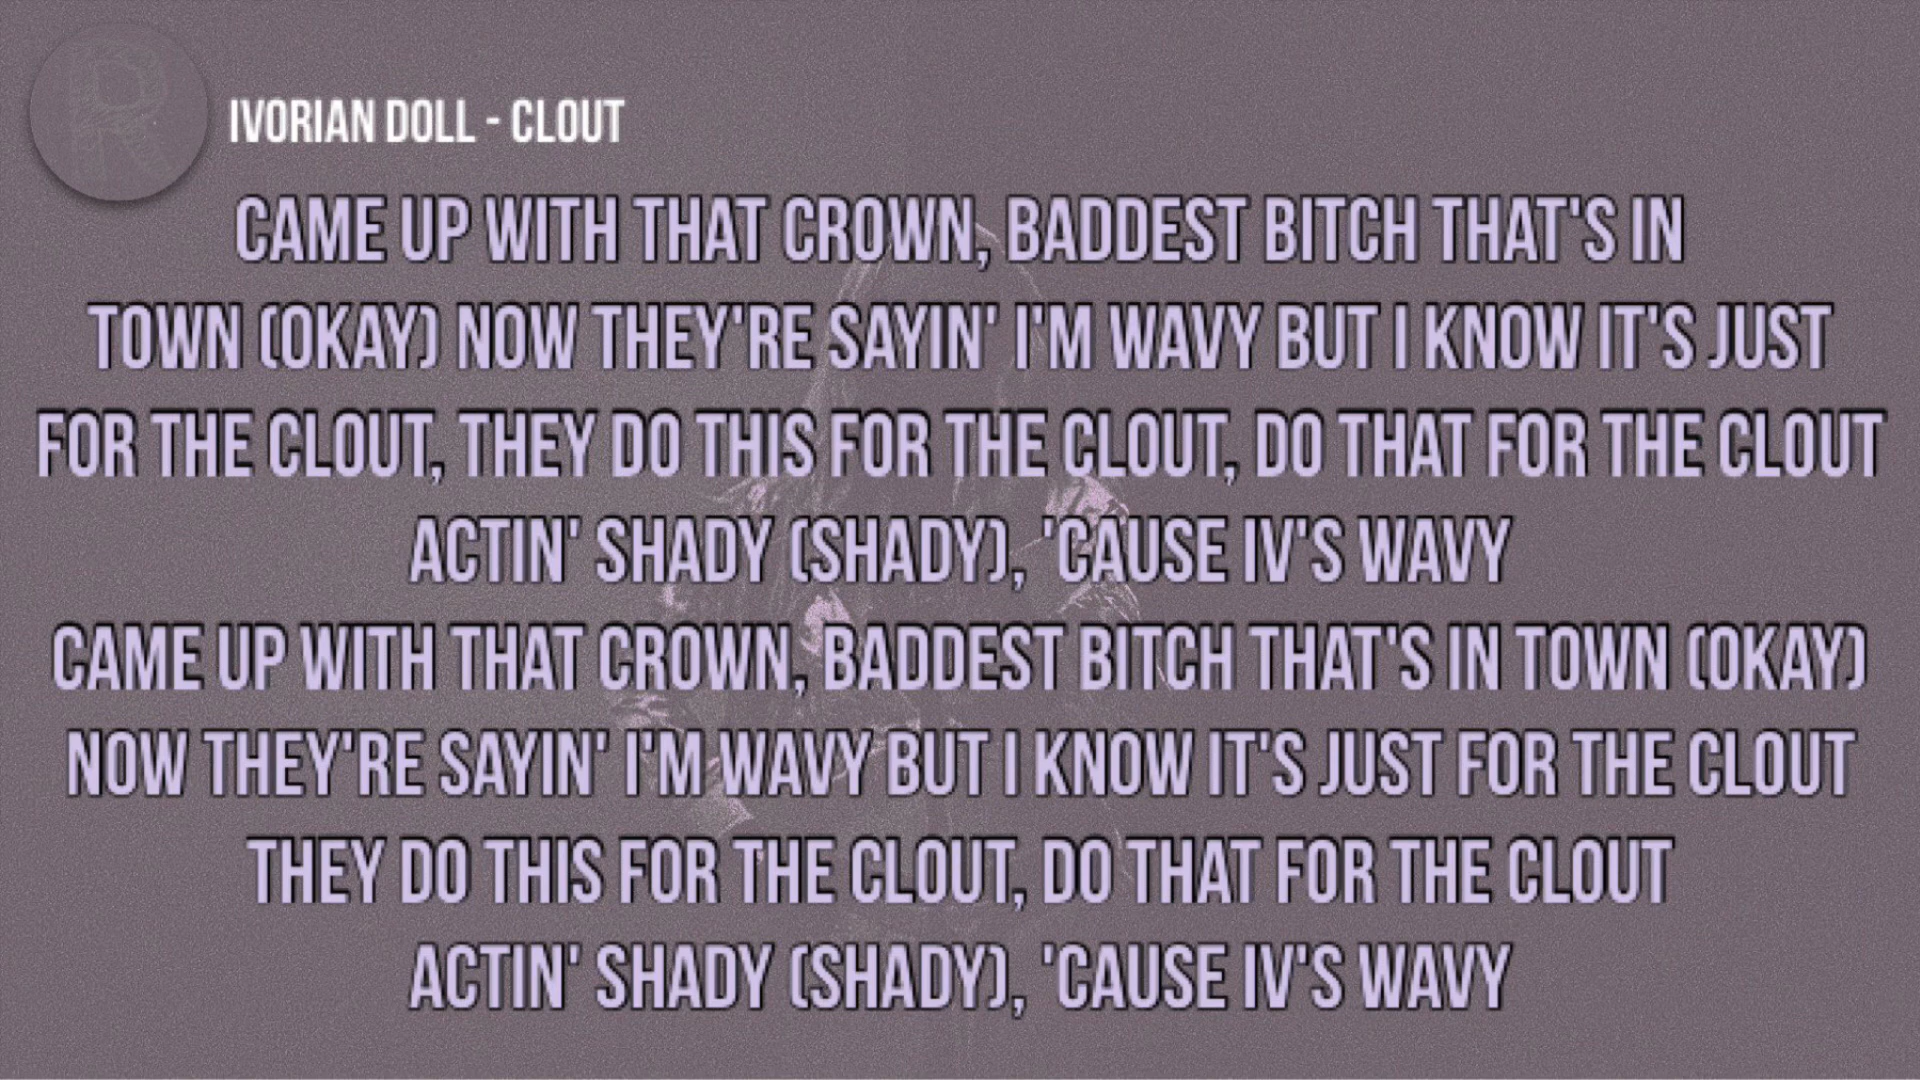 IVORIAN DOLL - CLOUT
CAME UP WITH THAT CROWN, BADDEST BITCH THAT'S IN
TOWN (OKAY) NOW THEY'RE SAYIN' I'M WAVY BUT I KNOW IT'S JUST
FOR THE CLOUT, THEY DO THIS FOR THE CLOUT, DO THAT FOR THE CLOUT
ACTIN' SHADY (SHADY), 'CAUSE IV'S WAVY
CAME UP WITH THAT CROWN, BADDEST BITCH THAT'S IN TOWN (OKAY)
NOW THEY'RE SAYIN' I'M WAVY BUT I KNOW IT'S JUST FOR THE CLOUT
THEY DO THIS FOR THE CLOUT, DO THAT FOR THE CLOUT
ACTIN' SHADY (SHADY), 'CAUSE IV'S WAVY